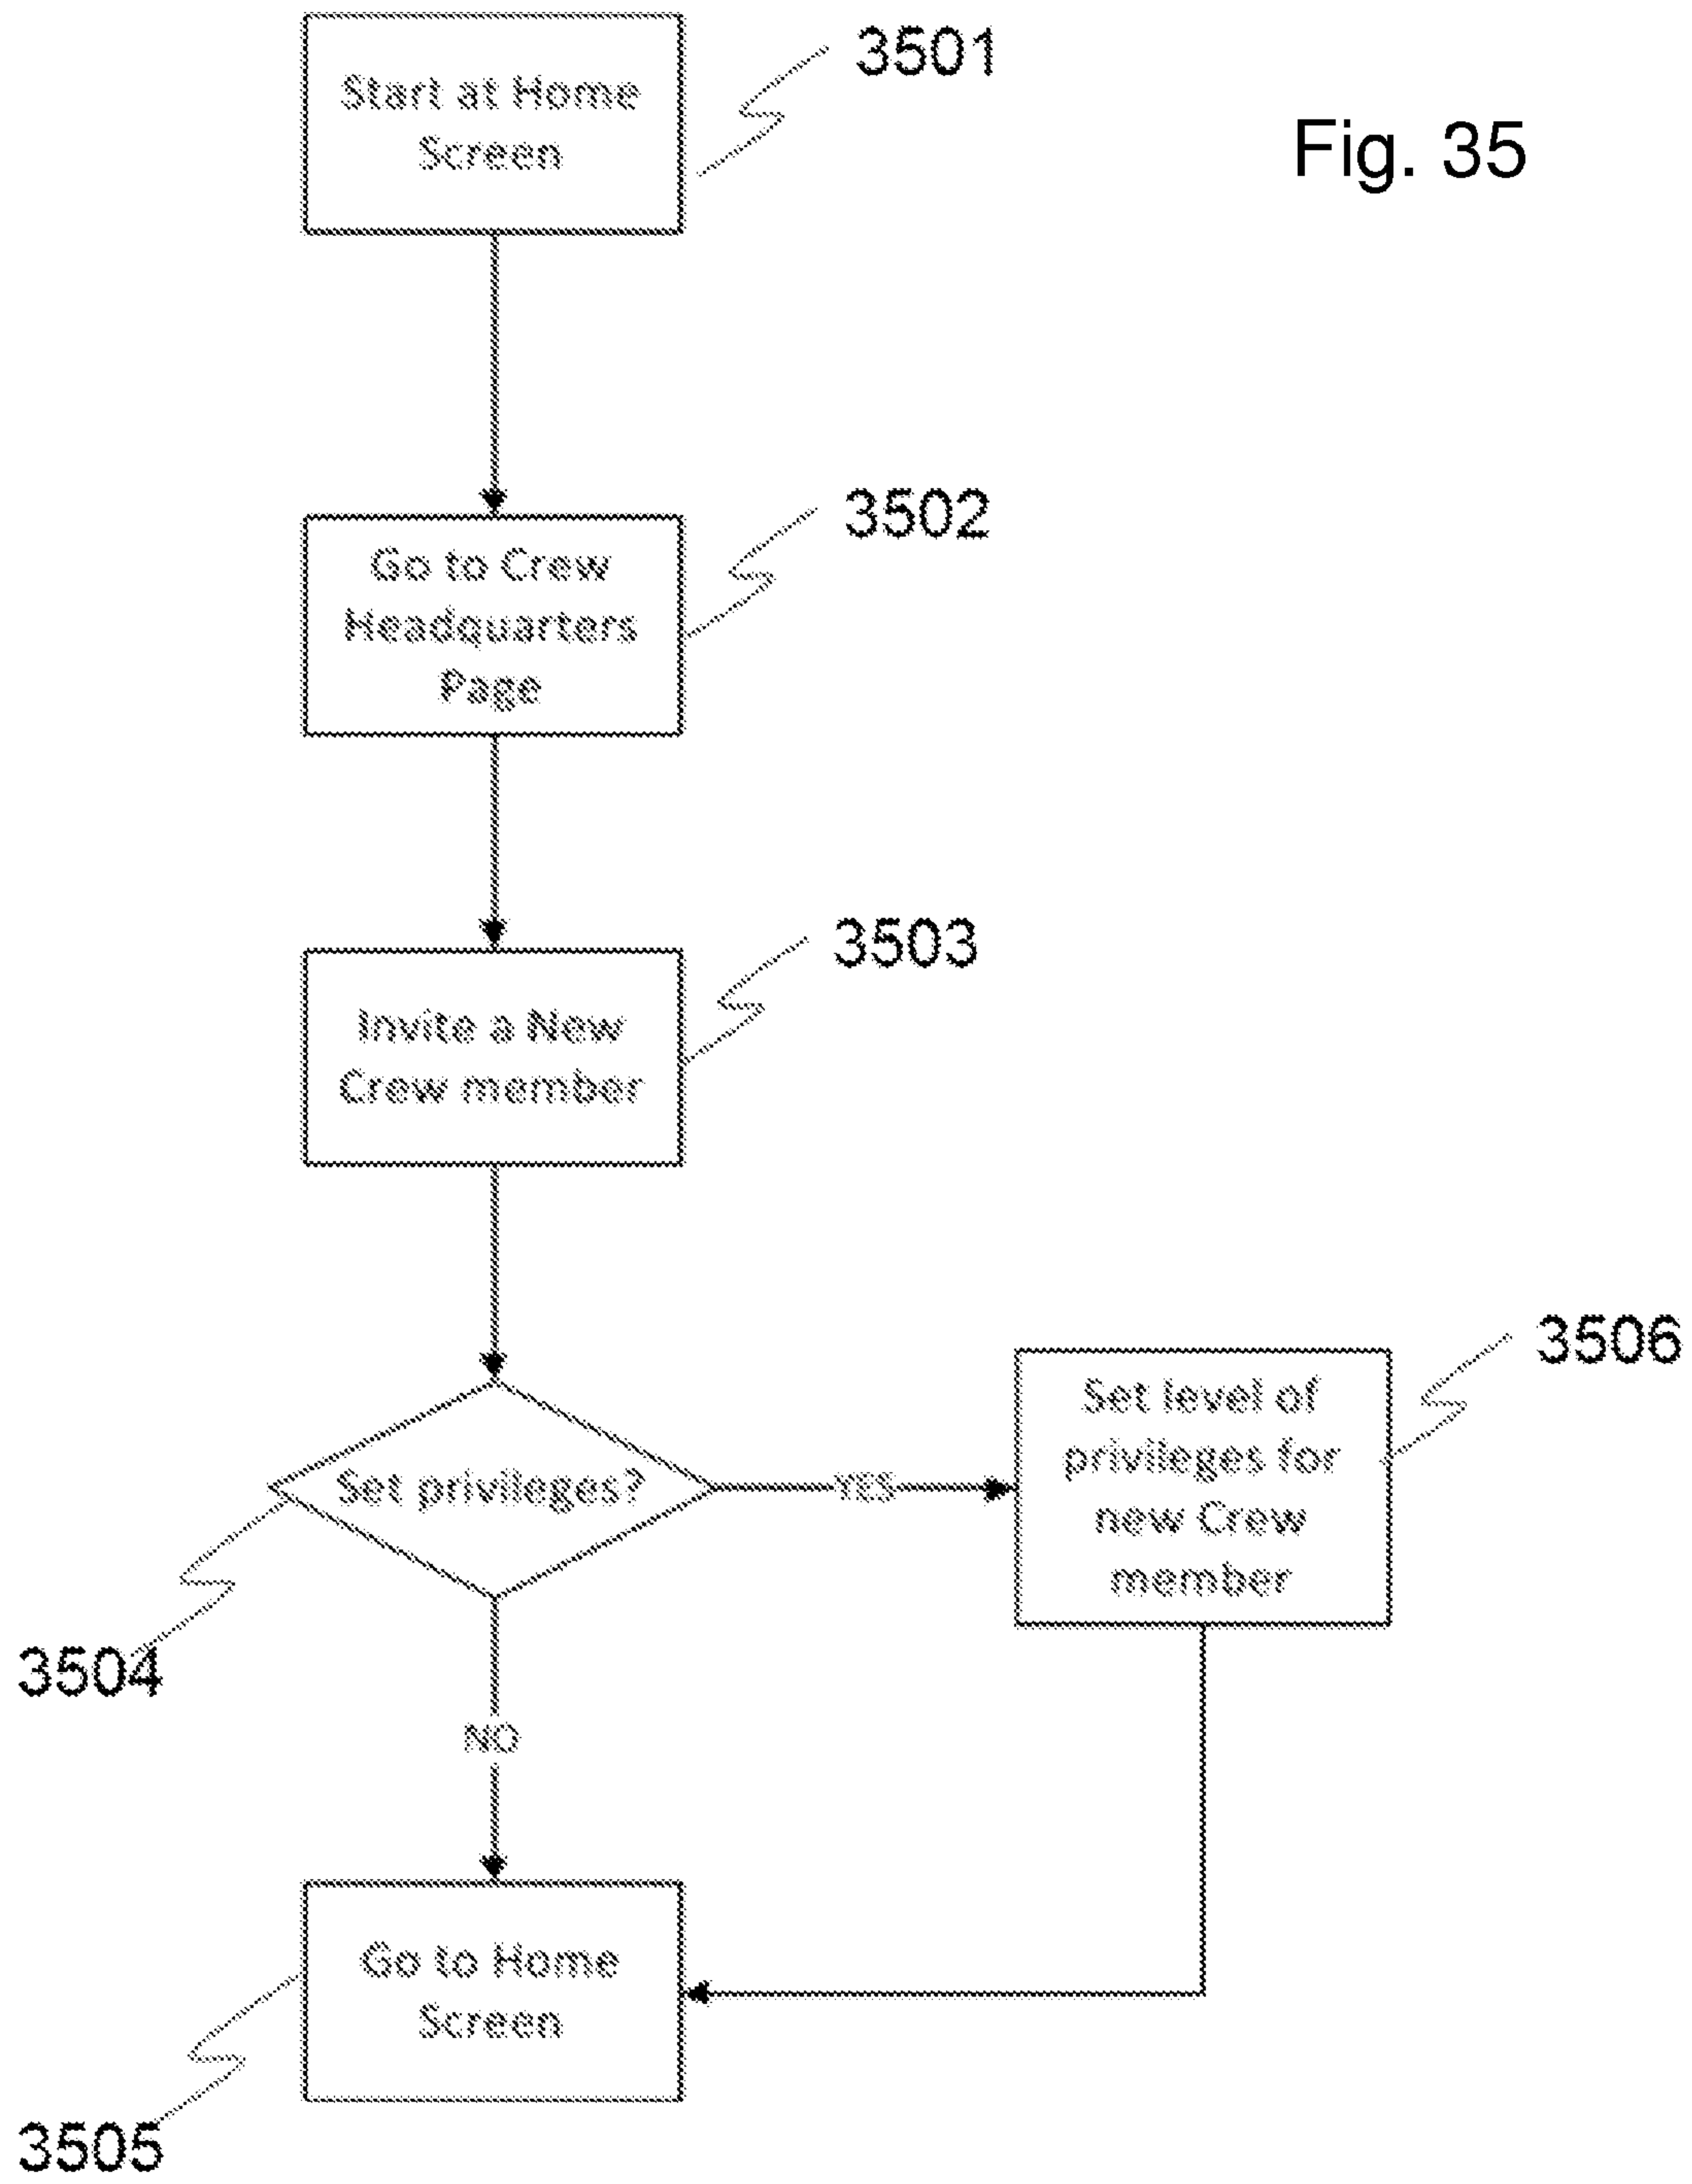 3501
Start at Home
Screen
Fig. 35
3502
Go to Crew
Headquarters
Page
3503
Invite a New
Crew member
3506
Set level of
privileges for
new Crew
member
Set privileges?
YES
3504
NO
Go to Home
Screen
3505